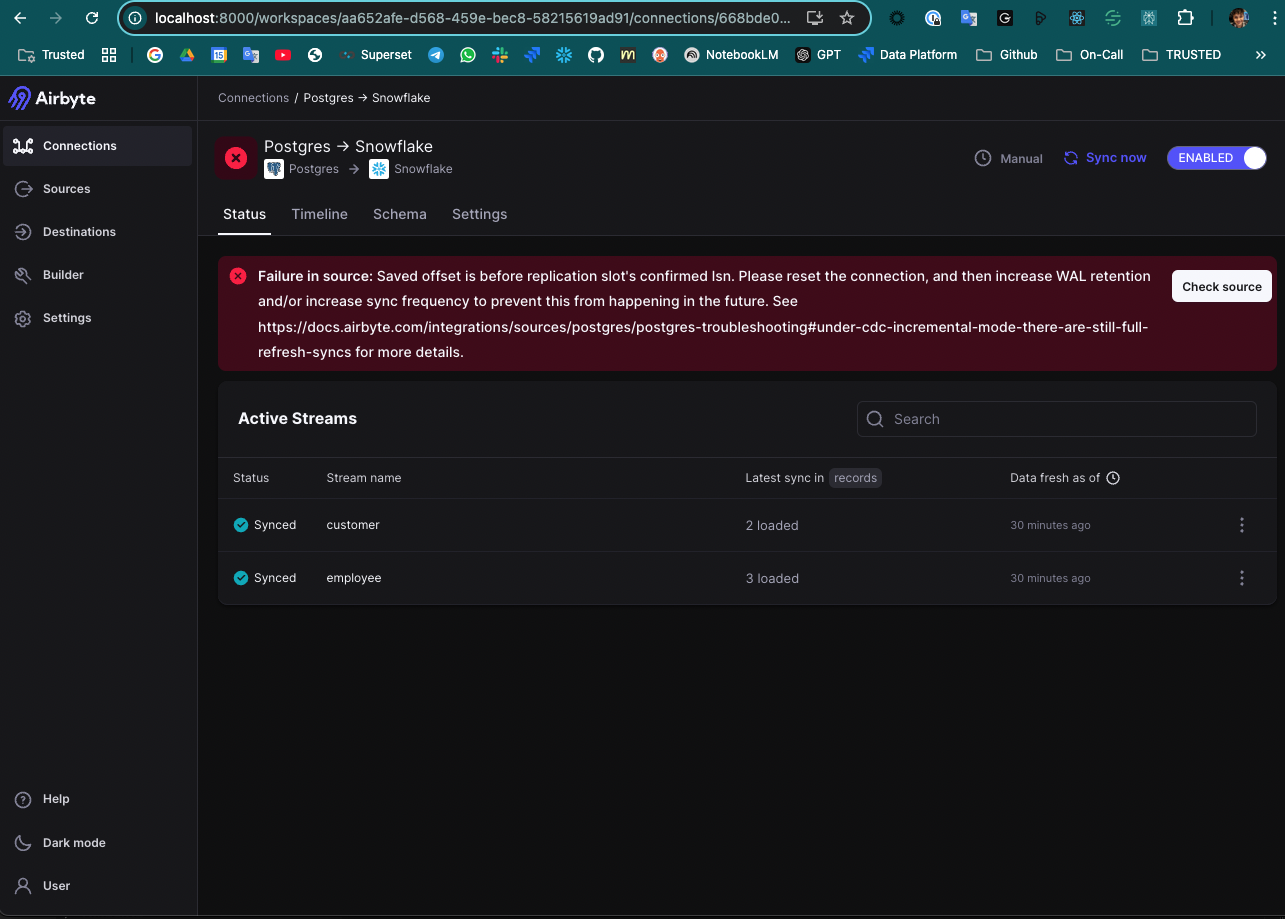 localhost:8000/workspaces/aa652afe-d568-459e-bec8-58215619ad91/connections/668bde0...
Trusted
15
Superset
NotebookLM
GPT
Data Platform
Github
On-Call
TRUSTED
»
Airbyte
Connections / Postgres → Snowflake
Connections
Sources
Destinations
Builder
Settings
Postgres → Snowflake
Postgres → Snowflake
Manual
Sync now
ENABLED
Status
Timeline
Schema
Settings
Failure in source: Saved offset is before replication slot's confirmed lsn. Please reset the connection, and then increase WAL retention
and/or increase sync frequency to prevent this from happening in the future. See
https://docs.airbyte.com/integrations/sources/postgres/postgres-troubleshooting#under-cdc-incremental-mode-there-are-still-full-
refresh-syncs for more details.
Check source
Active Streams
Search
Status
Stream name
Latest sync in records
Data fresh as of
Synced
customer
2 loaded
30 minutes ago
Synced
employee
3 loaded
30 minutes ago
Help
Dark mode
User